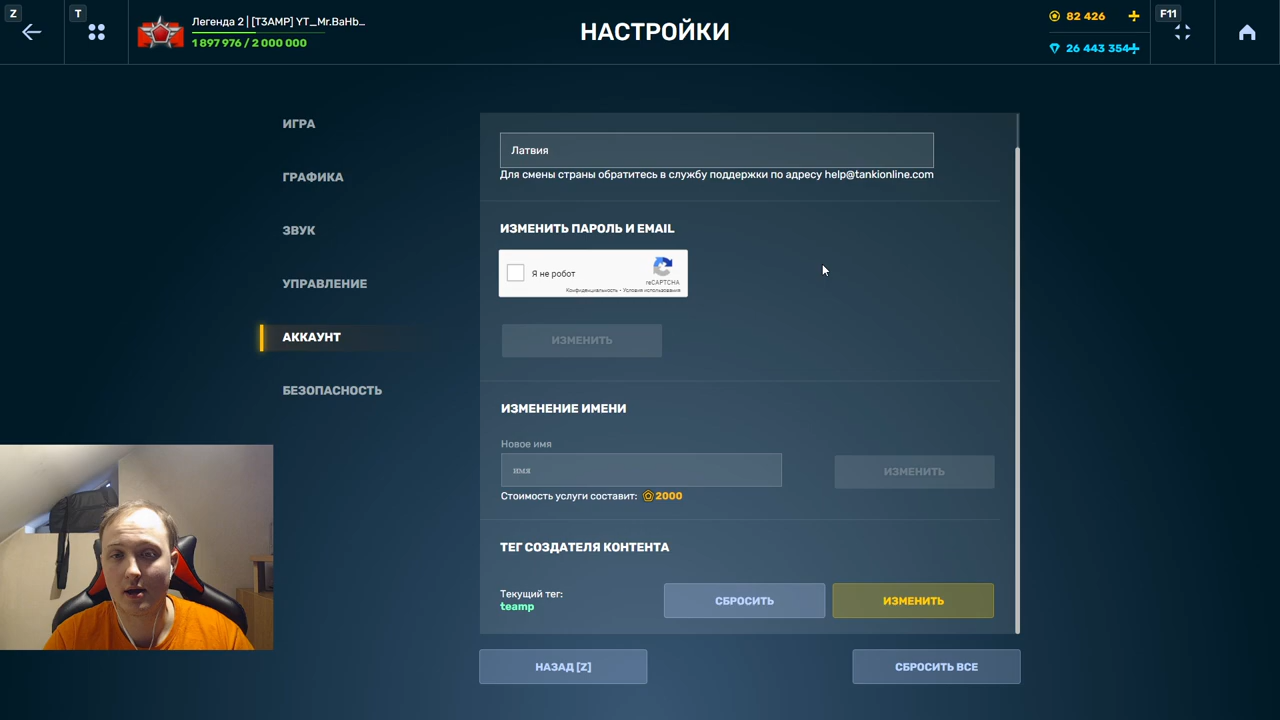 Z
T
Легенда 2 | [T3AMP] YT_Mr.BaHb...
1 897 976 / 2 000 000
НАСТРОЙКИ
82 426
26 443 354
F11
ИГРА
ГРАФИКА
ЗВУК
УПРАВЛЕНИЕ
АККАУНТ
БЕЗОПАСНОСТЬ
Латвия
Для смены страны обратитесь в службу поддержки по адресу help@tankionline.com
ИЗМЕНИТЬ ПАРОЛЬ И EMAIL
Я не робот
reCAPTCHA
Конфиденциальность - Условия использования
ИЗМЕНИТЬ
ИЗМЕНЕНИЕ ИМЕНИ
Новое имя
имя
ИЗМЕНИТЬ
Стоимость услуги составит: 2000
ТЕГ СОЗДАТЕЛЯ КОНТЕНТА
Текущий тег:
teamp
СБРОСИТЬ
ИЗМЕНИТЬ
НАЗАД [Z]
СБРОСИТЬ ВСЕ